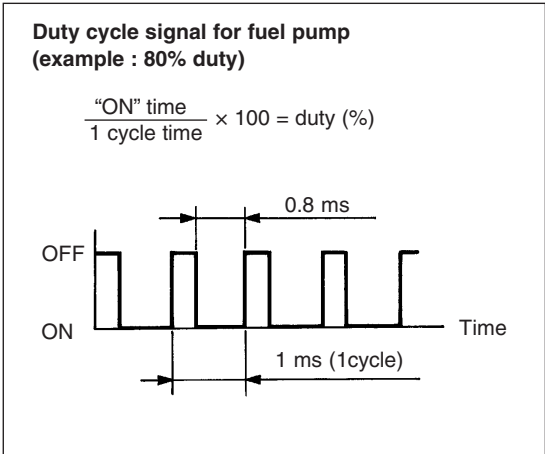 Duty cycle signal for fuel pump
(example : 80% duty)
“ON” time
1 cycle time
× 100 = duty (%)
0.8 ms
OFF
ON
Time
1 ms (1cycle)